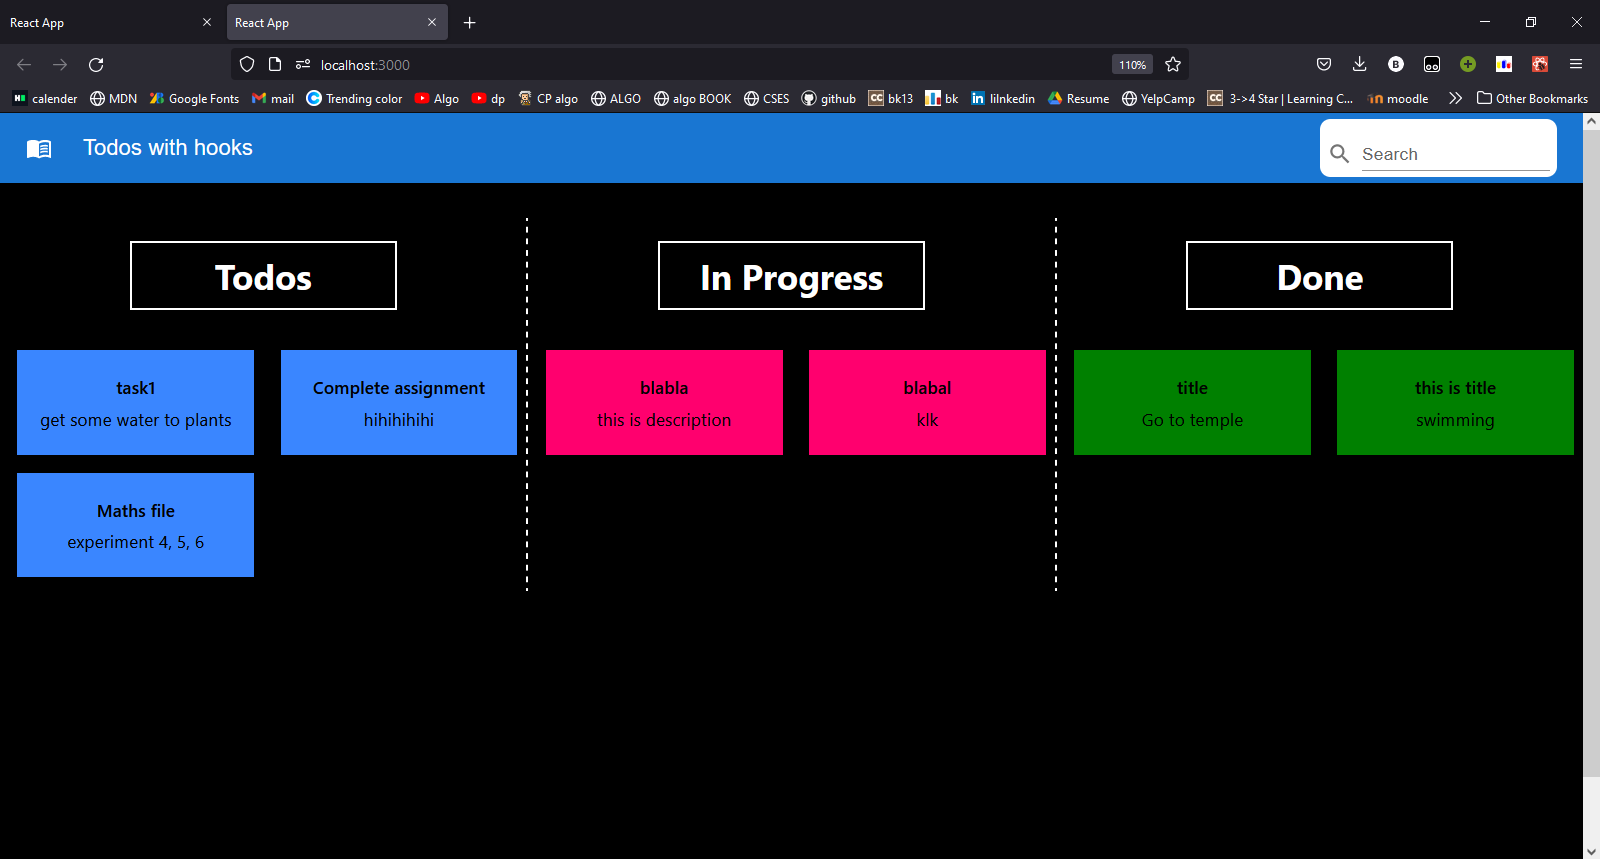 React App
React App
localhost:3000
110%
calender
MDN
Google Fonts
mail
Trending color
Algo
dp
CP algo
ALGO
algo BOOK
CSES
github
bk13
bk
lilnkedin
Resume
YelpCamp
3->4 Star | Learning C...
moodle
Other Bookmarks
Todos with hooks
Search
Todos
In Progress
Done
task1
get some water to plants
Complete assignment
hihihihihi
Maths file
experiment 4, 5, 6
blabla
this is description
blabal
klk
title
Go to temple
this is title
swimming